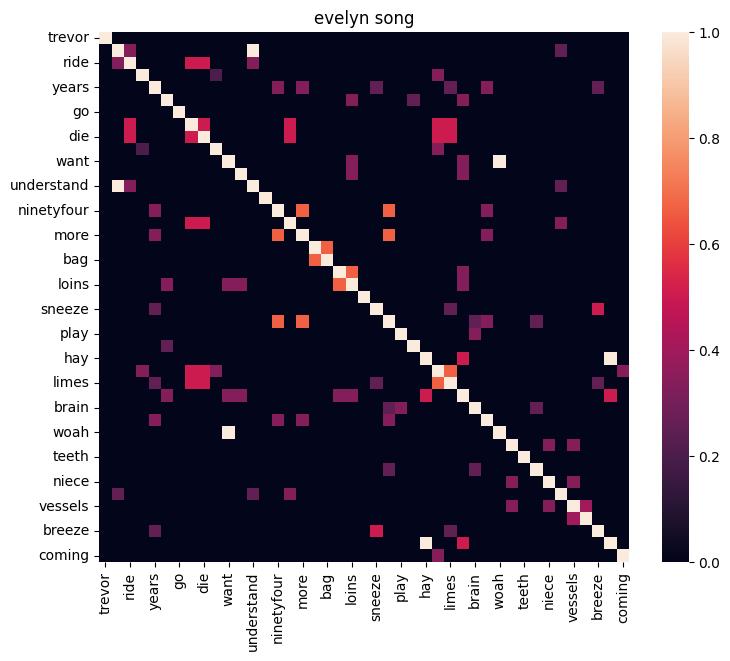 evelyn song
trevor
ride
years
go
die
want
understand
ninetyfour
more
bag
loins
sneeze
play
hay
limes
brain
woah
teeth
niece
vessels
breeze
coming
1.0
0.8
0.6
0.4
0.2
0.0
trevor
ride
years
go
die
want
understand
ninetyfour
more
bag
loins
sneeze
play
hay
limes
brain
woah
teeth
niece
vessels
breeze
coming